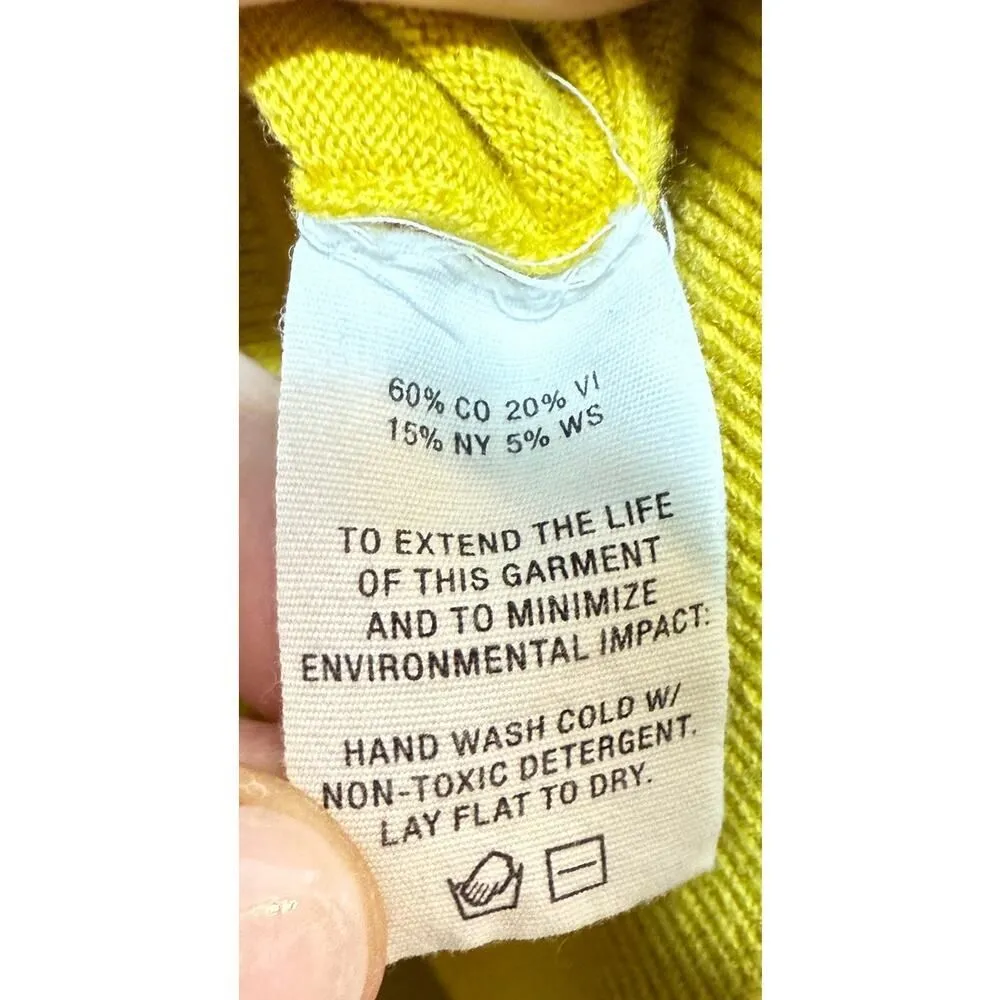 60% CO 20% VI
15% NY 5% WS
TO EXTEND THE LIFE
OF THIS GARMENT
AND TO MINIMIZE
ENVIRONMENTAL IMPACT:
HAND WASH COLD W/
NON-TOXIC DETERGENT.
LAY FLAT TO DRY.